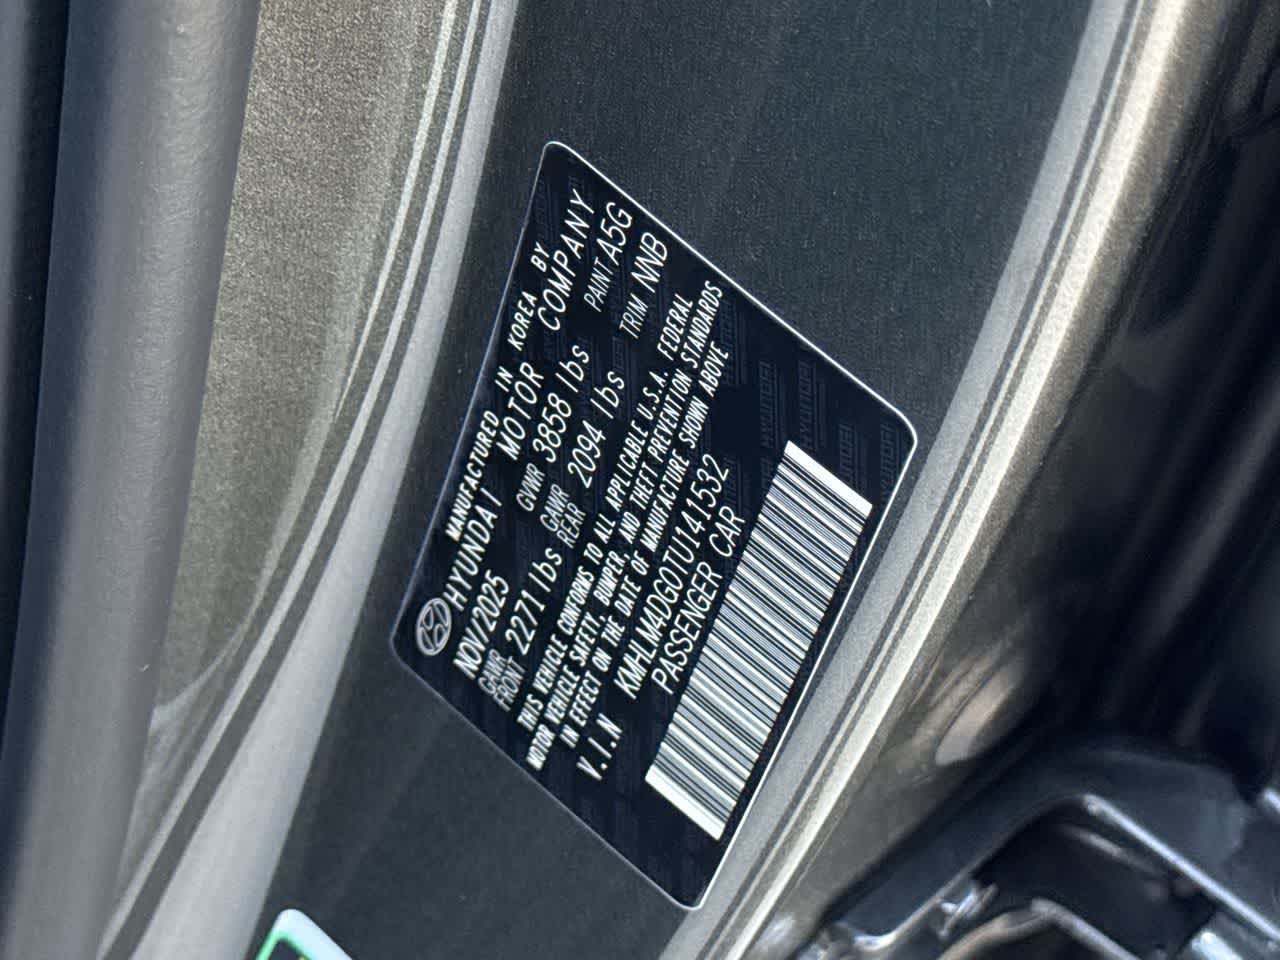 MANUFACTURED IN KOREA BY
HYUNDAI MOTOR COMPANY
NOV/2025 GVWR 3858 lbs PAINT A5G
GAWR FRONT 2271 lbs GAWR REAR 2094 lbs TRIM NNB
THIS VEHICLE CONFORMS TO ALL APPLICABLE U.S.A. FEDERAL
MOTOR VEHICLE SAFETY, BUMPER, AND THEFT PREVENTION STANDARDS
IN EFFECT ON THE DATE OF MANUFACTURE SHOWN ABOVE
V.I.N KMHLM4DG0TU141532
PASSENGER CAR